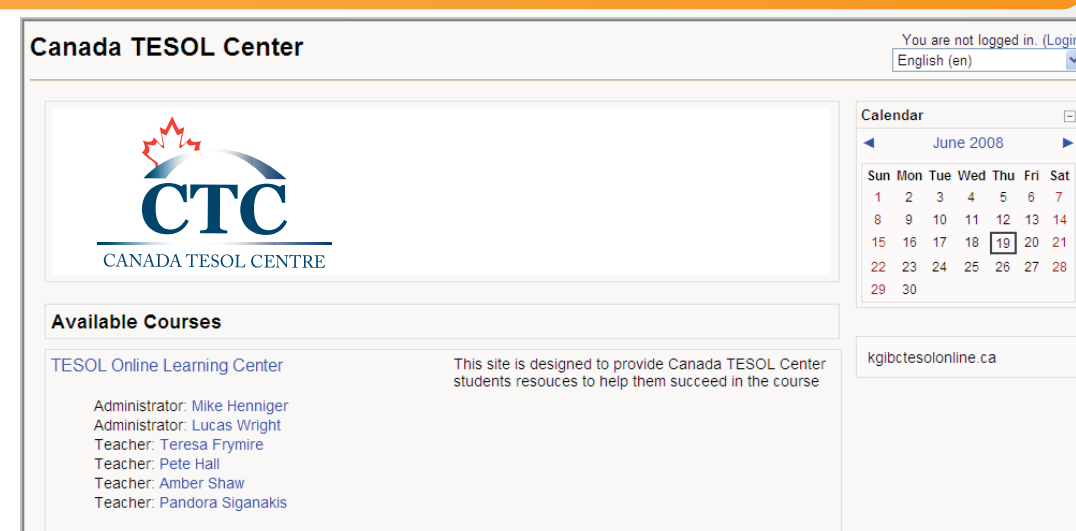 Canada TESOL Center
You are not logged in. (Login
English (en)
CTC
CANADA TESOL CENTRE
Calendar
June 2008
Sun Mon Tue Wed Thu Fri Sat
1 2 3 4 5 6 7
8 9 10 11 12 13 14
15 16 17 18 19 20 21
22 23 24 25 26 27 28
29 30
Available Courses
TESOL Online Learning Center
This site is designed to provide Canada TESOL Center
students resouces to help them succeed in the course
Administrator: Mike Henniger
Administrator: Lucas Wright
Teacher: Teresa Frymire
Teacher: Pete Hall
Teacher: Amber Shaw
Teacher: Pandora Siganakis
kgibctesolonline.ca